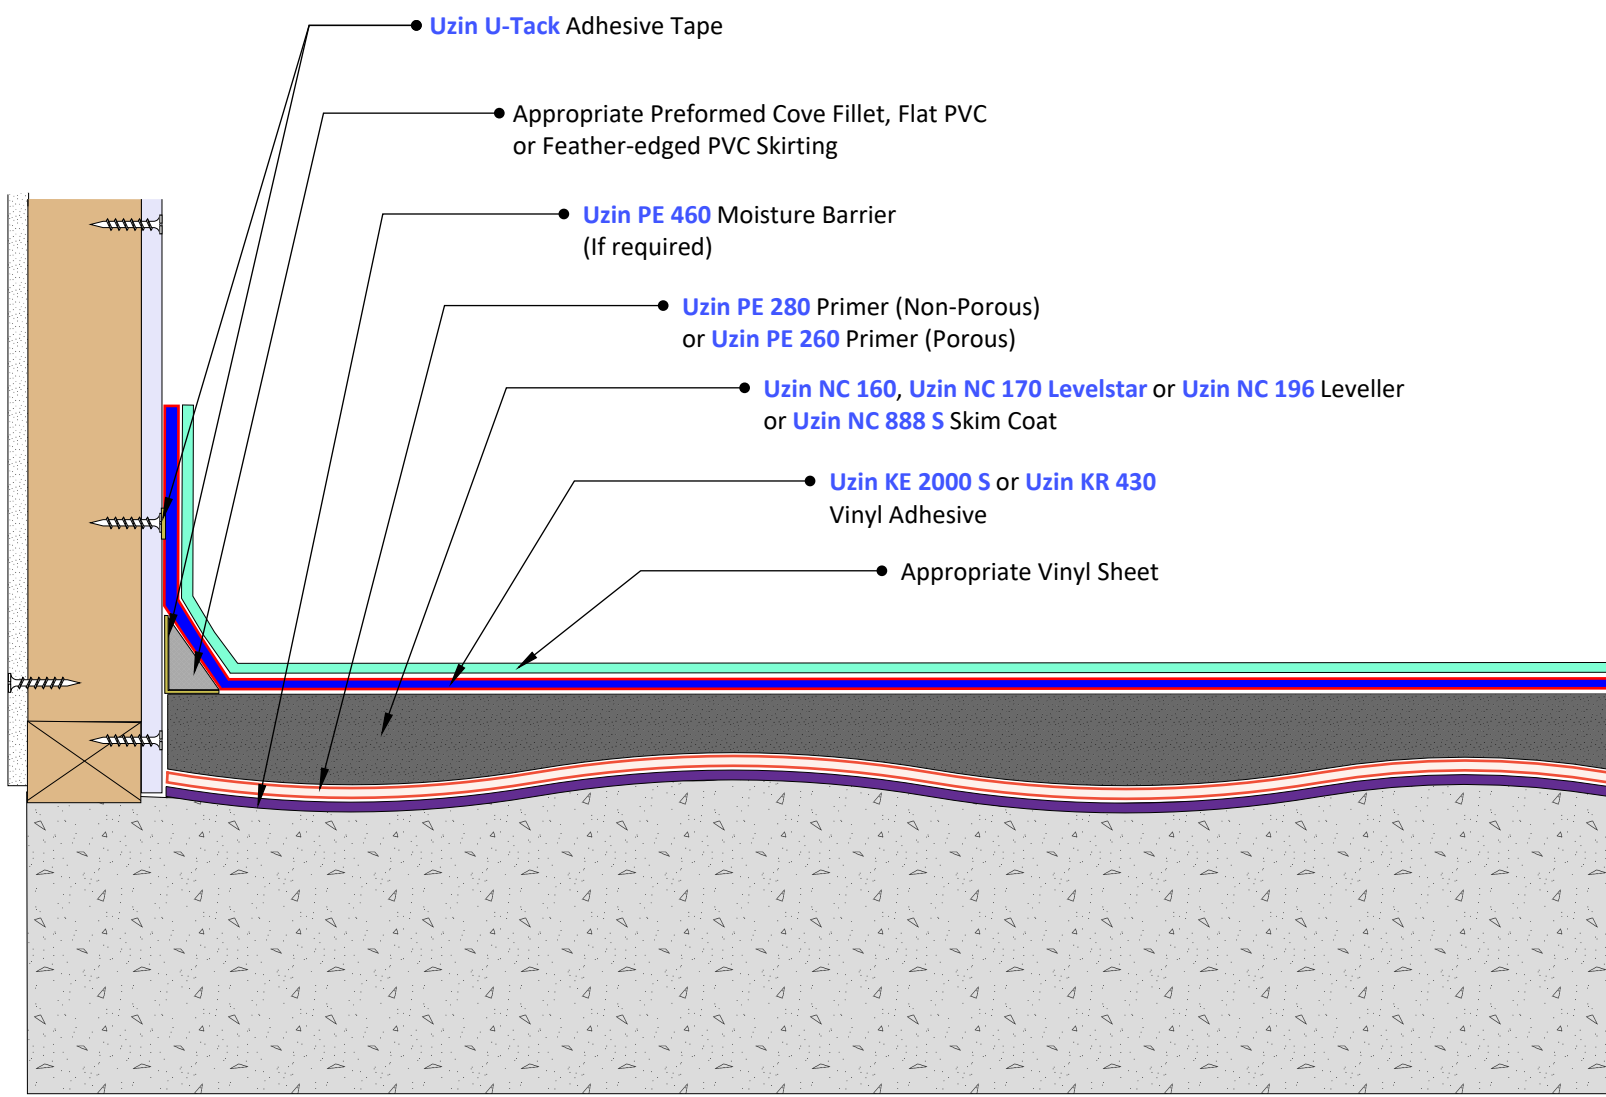 Uzin U-Tack Adhesive Tape
Appropriate Preformed Cove Fillet, Flat PVC
or Feather-edged PVC Skirting
Uzin PE 460 Moisture Barrier
(If required)
Uzin PE 280 Primer (Non-Porous)
or Uzin PE 260 Primer (Porous)
Uzin NC 160, Uzin NC 170 Levelstar or Uzin NC 196 Leveller
or Uzin NC 888 S Skim Coat
Uzin KE 2000 S or Uzin KR 430
Vinyl Adhesive
Appropriate Vinyl Sheet